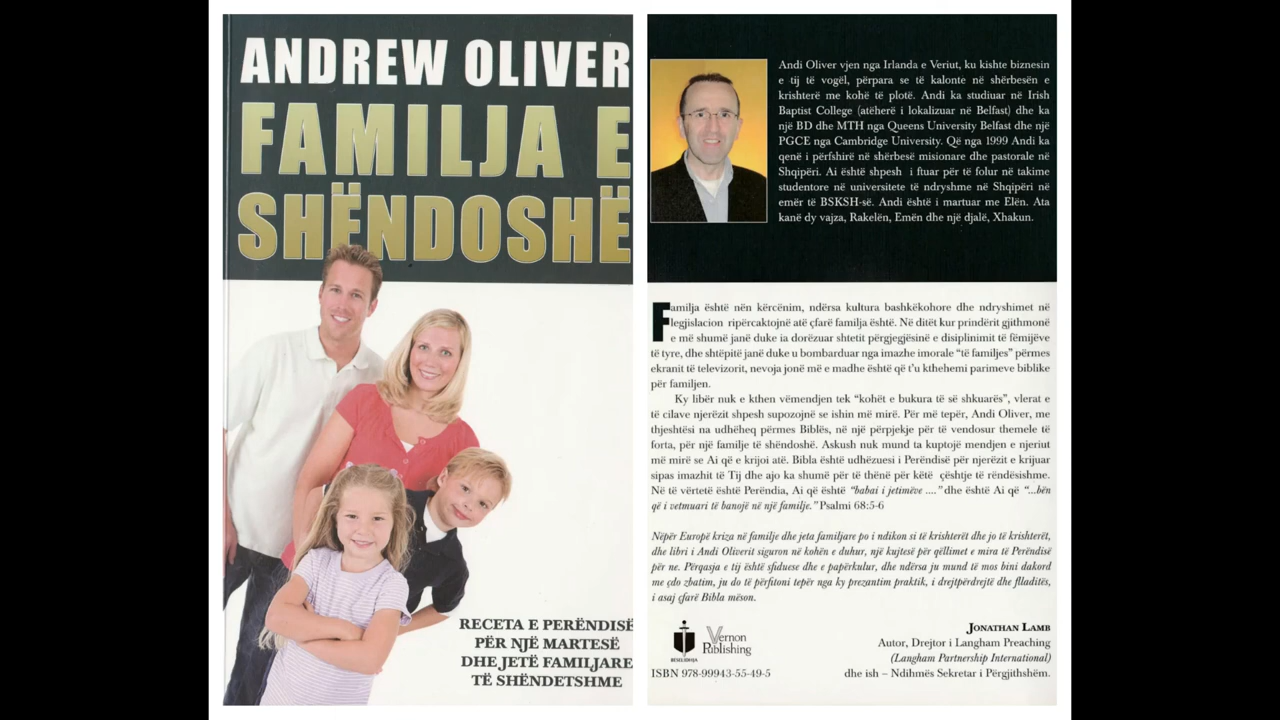 ANDREW OLIVER
FAMILJA E
SHËNDOSHË
RECETA E PERËNDISË
PËR NJË MARTESË
DHE JETË FAMILJARE
TË SHËNDETSHME
Andi Oliver vjen nga Irlanda e Veriut, ku kishte biznesin
e tij të vogël, përpara se të kalonte në shërbesën e
krishterë me kohë të plotë. Andi ka studiuar në Irish
Baptist College (atëherë i lokalizuar në Belfast) dhe ka
një BD dhe MTH nga Queens University Belfast dhe një
PGCE nga Cambridge University. Që nga 1999 Andi ka
qenë i përfshirë në shërbesë misionare dhe pastorale në
Shqipëri. Ai është shpesh i ftuar për të folur në takime
studentore në universitete të ndryshme në Shqipëri në
emër të BSKSH-së. Andi është i martuar me Elën. Ata
kanë dy vajza, Rakelën, Emën dhe një djalë, Xhakun.
Familja është nën kërcënim, ndërsa kultura bashkëkohore dhe ndryshimet në
legjislacion ripërcaktojnë atë çfarë familja është. Në ditët kur prindërit gjithmonë
e më shumë janë duke ia dorëzuar shtetit përgjegjësinë e disiplinimit të fëmijëve
të tyre, dhe shtëpitë janë duke u bombarduar nga imazhe imorale “të familjes” përmes
ekranit të televizorit, nevoja jonë më e madhe është që t’u kthehemi parimeve biblike
për familjen.
Ky libër nuk e kthen vëmendjen tek “kohët e bukura të së shkuarës”, vlerat e
të cilave njerëzit shpesh supozojnë se ishin më mirë. Për më tepër, Andi Oliver, me
thjeshtësi na udhëheq përmes Biblës, në një përpjekje për të vendosur themele të
forta, për një familje të shëndoshë. Askush nuk mund ta kuptojë mendjen e njeriut
më mirë se Ai që e krijoi atë. Bibla është udhëzuesi i Perëndisë për njerëzit e krijuar
sipas imazhit të Tij dhe ajo ka shumë për të thënë për këtë çështje të rëndësishme.
Në të vërtetë është Perëndia, Ai që është “babai i jetimëve ....” dhe është Ai që “...bën
që i vetmuari të banojë në një familje.” Psalmi 68:5-6
Nëpër Europë kriza në familje dhe jeta familjare po i ndikon si të krishterët dhe jo të krishterët,
dhe libri i Andi Oliverit siguron në kohën e duhur, një kujtesë për qëllimet e mira të Perëndisë
për ne. Përqasja e tij është sfiduese dhe e papërkulur, dhe ndërsa ju mund të mos bini dakord
me çdo zbatim, ju do të përfitoni tepër nga ky prezantim praktik, i drejtpërdrejtë dhe flladitës,
i asaj çfarë Bibla mëson.
JONATHAN LAMB
Autor, Drejtor i Langham Preaching
(Langham Partnership International)
dhe ish – Ndihmës Sekretar i Përgjithshëm.
BESËLIDHJA
Vernon
Publishing
ISBN 978-99943-55-49-5